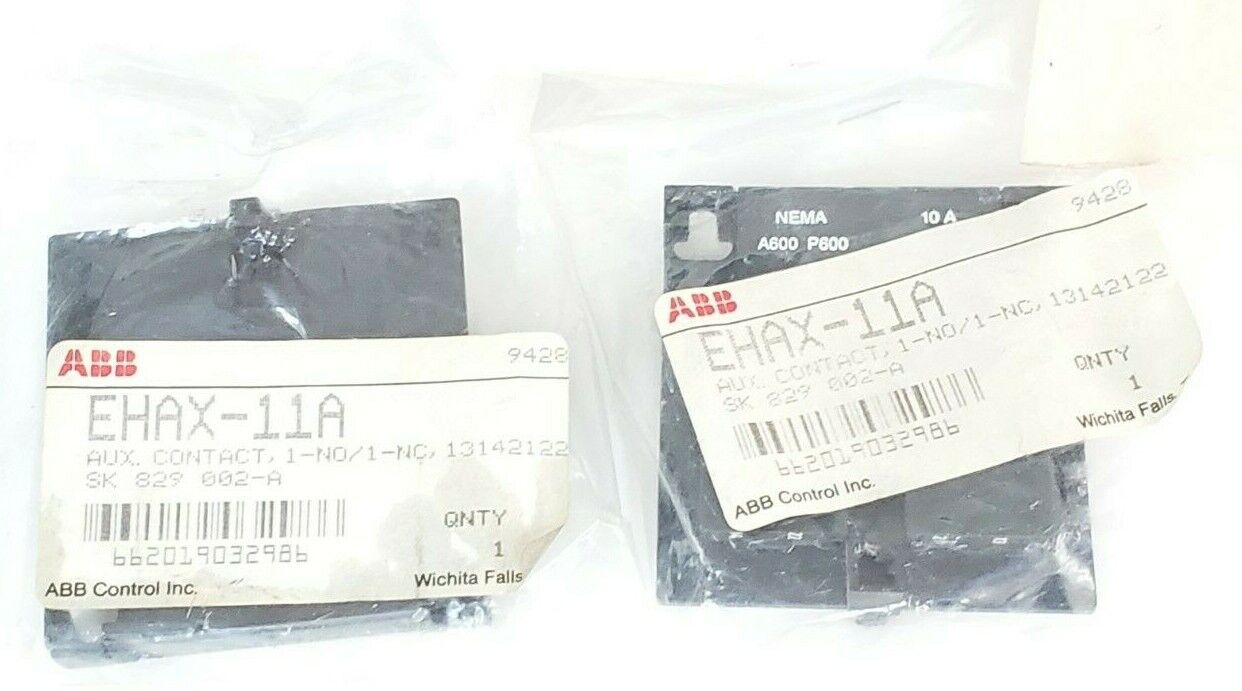 ABB 9428
EHAX-11A
AUX. CONTACT, 1-NO/1-NC, 13142122
SK 829 002-A
QNTY
662019032986 1
ABB Control Inc. Wichita Falls
NEMA 10 A
A600 P600
ABB 9428
EHAX-11A
AUX. CONTACT, 1-NO/1-NC, 13142122
SK 829 002-A
QNTY
662019032986 1
ABB Control Inc. Wichita Falls